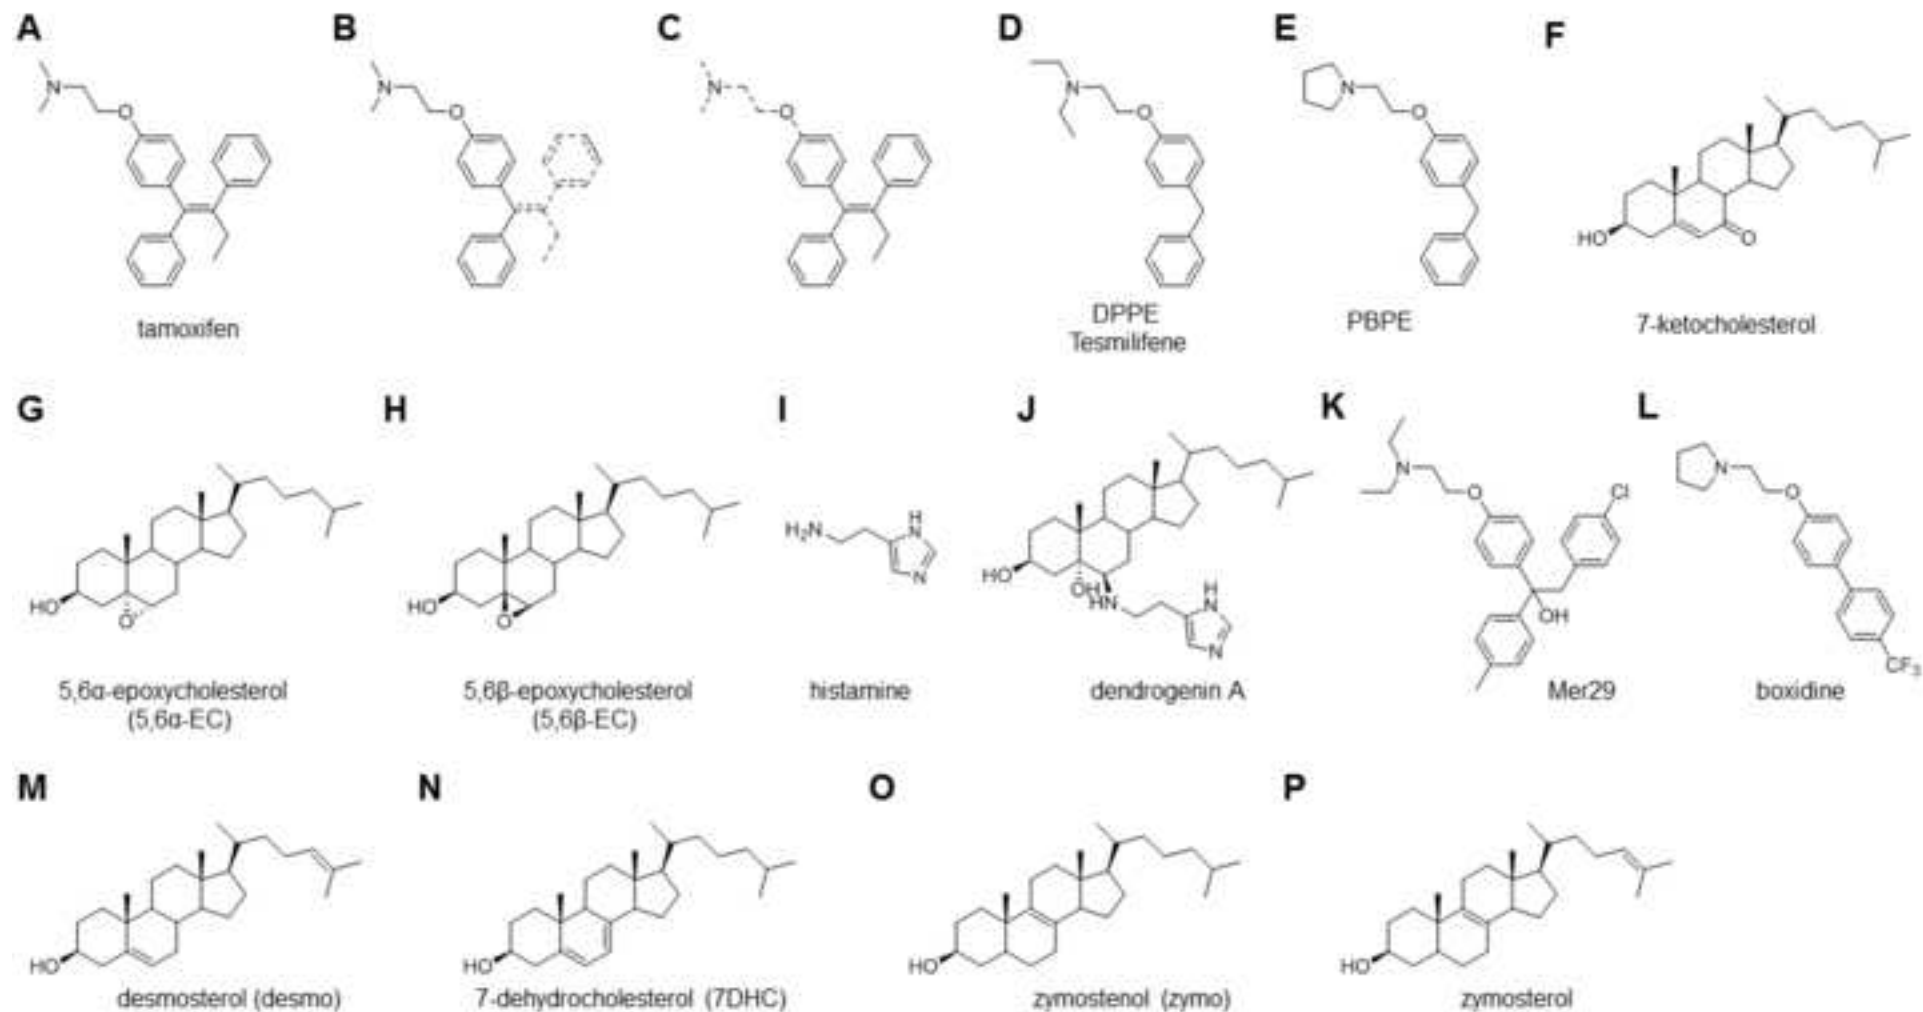 A B C D E F
N O
N O
N O
N O
N O
HO O
tamoxifen
DPPE
Tesmilifene
PBPE
7-ketocholesterol
G H I J K L
HO O
HO O
H₂N H N N
HO OH HN H N N
N O Cl OH
N O CF₃
5,6α-epoxycholesterol
(5,6α-EC)
5,6β-epoxycholesterol
(5,6β-EC)
histamine
dendrogenin A
Mer29
boxidine
M N O P
HO
HO
HO
HO
desmosterol (desmo)
7-dehydrocholesterol (7DHC)
zymostenol (zymo)
zymosterol